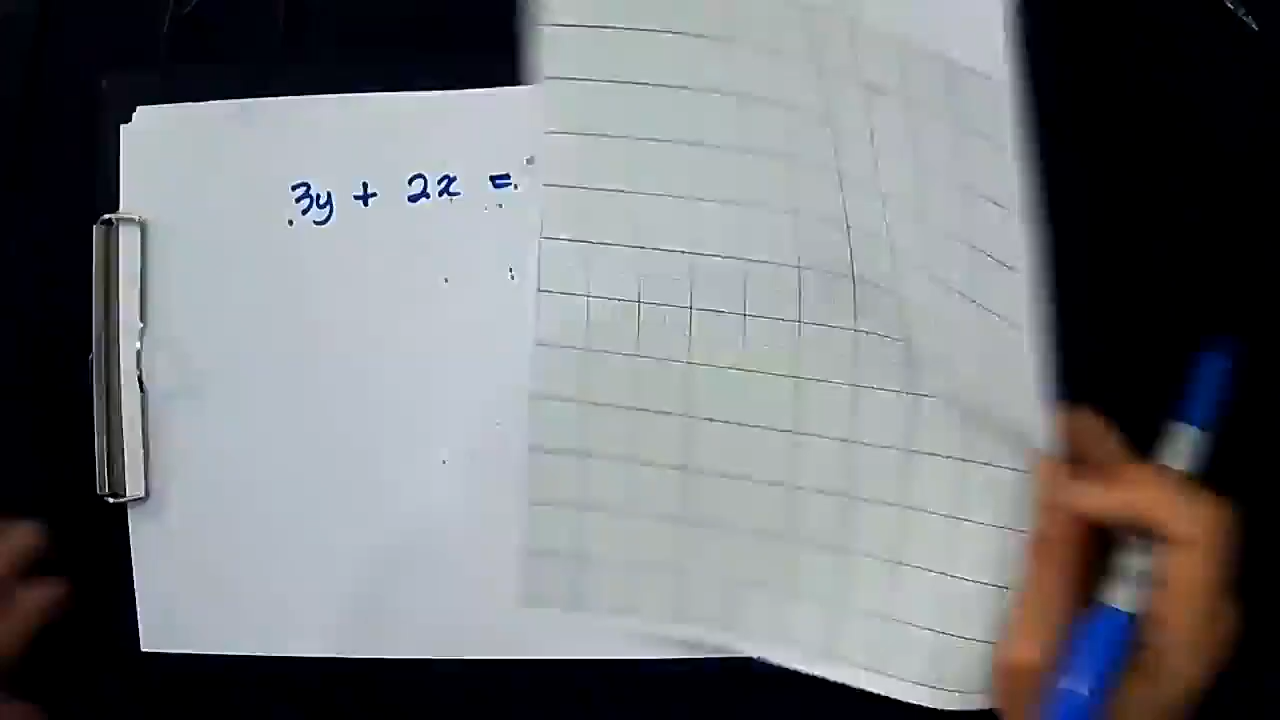 3y + 2x =